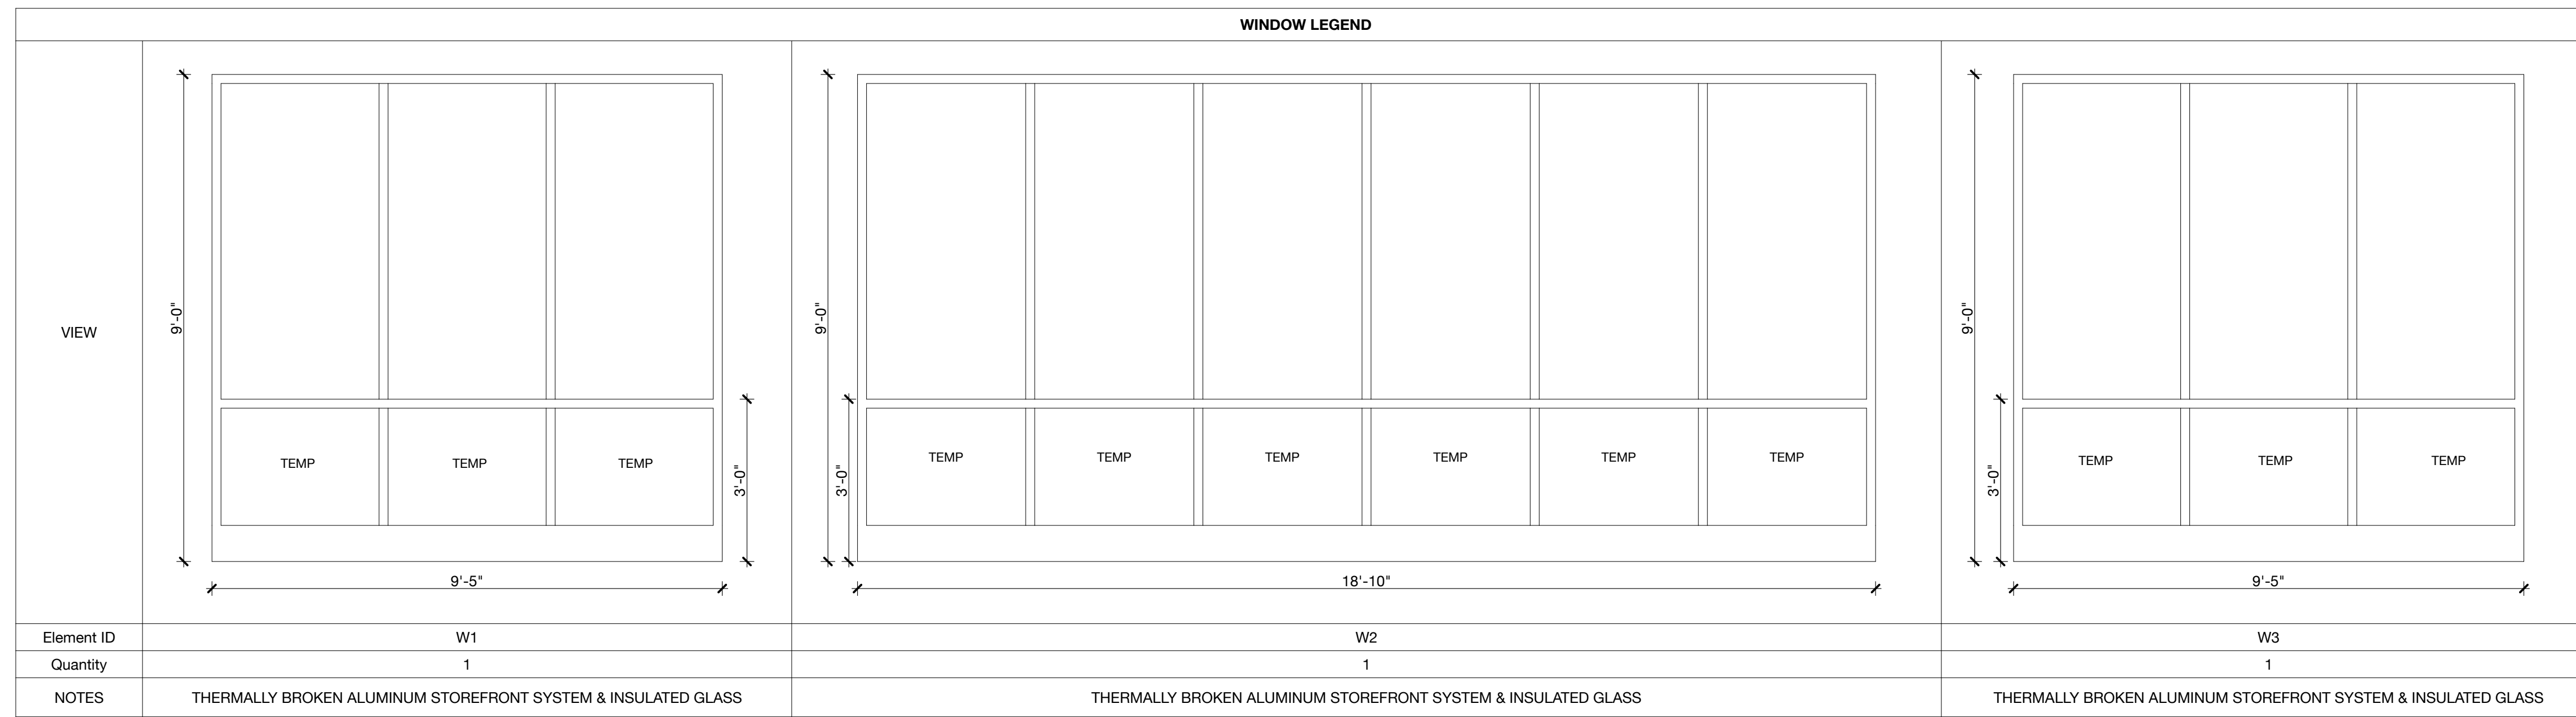 WINDOW LEGEND
VIEW
9'-0"
TEMP TEMP TEMP
3'-0"
9'-5"
9'-0"
3'-0"
TEMP TEMP TEMP TEMP TEMP TEMP
18'-10"
9'-0"
3'-0"
TEMP TEMP TEMP
9'-5"
Element ID W1 W2 W3
Quantity 1 1 1
NOTES THERMALLY BROKEN ALUMINUM STOREFRONT SYSTEM & INSULATED GLASS THERMALLY BROKEN ALUMINUM STOREFRONT SYSTEM & INSULATED GLASS THERMALLY BROKEN ALUMINUM STOREFRONT SYSTEM & INSULATED GLASS